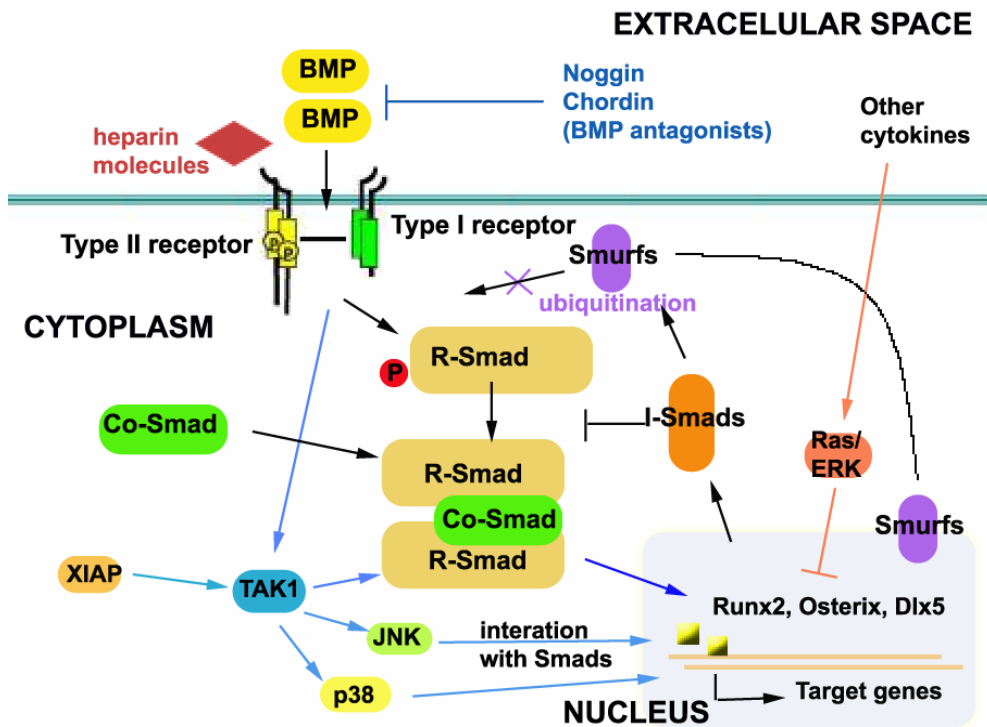 EXTRACELULAR SPACE
BMP
BMP
Noggin
Chordin
(BMP antagonists)
Other
cytokines
heparin
molecules
Type II receptor
P
P
Type I receptor
Smurfs
ubiquitination
CYTOPLASM
P
R-Smad
Co-Smad
I-Smads
R-Smad
Ras/
ERK
Co-Smad
R-Smad
Smurfs
XIAP
TAK1
Runx2, Osterix, Dlx5
JNK
interation
with Smads
p38
Target genes
NUCLEUS